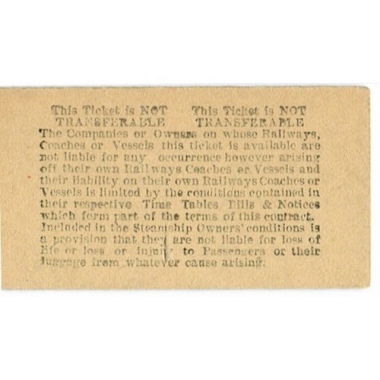 This Ticket is NOT This Ticket is NOT
TRANSFERABLE TRANSFERABLE
The Companies or Owners on whose Railways,
Coaches or Vessels this ticket is available are
not liable for any occurrence however arising
off their own Railways Coaches or Vessels and
their liability on their own Railways Coaches or
Vessels is limited by the conditions contained in
their respective Time Tables Bills & Notices
which form part of the terms of this contract.
Included in the Steamship Owners' conditions is
a provision that they are not liable for loss of
life or loss or injury to Passengers or their
luggage from whatever cause arising.